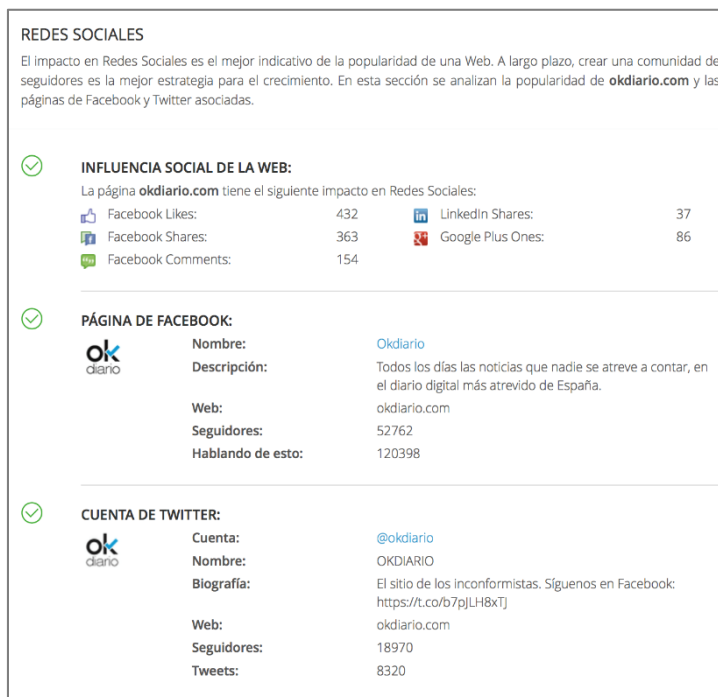 REDES SOCIALES
El impacto en Redes Sociales es el mejor indicativo de la popularidad de una Web. A largo plazo, crear una comunidad de
seguidores es la mejor estrategia para el crecimiento. En esta sección se analizan la popularidad de okdiario.com y las
páginas de Facebook y Twitter asociadas.
INFLUENCIA SOCIAL DE LA WEB:
La página okdiario.com tiene el siguiente impacto en Redes Sociales:
Facebook Likes: 432 LinkedIn Shares: 37
Facebook Shares: 363 Google Plus Ones: 86
Facebook Comments: 154
PÁGINA DE FACEBOOK:
ok
diario
Nombre: Okdiario
Descripción: Todos los días las noticias que nadie se atreve a contar, en
el diario digital más atrevido de España.
Web: okdiario.com
Seguidores: 52762
Hablando de esto: 120398
CUENTA DE TWITTER:
ok
diario
Cuenta: @okdiario
Nombre: OKDIARIO
Biografía: El sitio de los inconformistas. Síguenos en Facebook:
https://t.co/b7pJLH8xTJ
Web: okdiario.com
Seguidores: 18970
Tweets: 8320